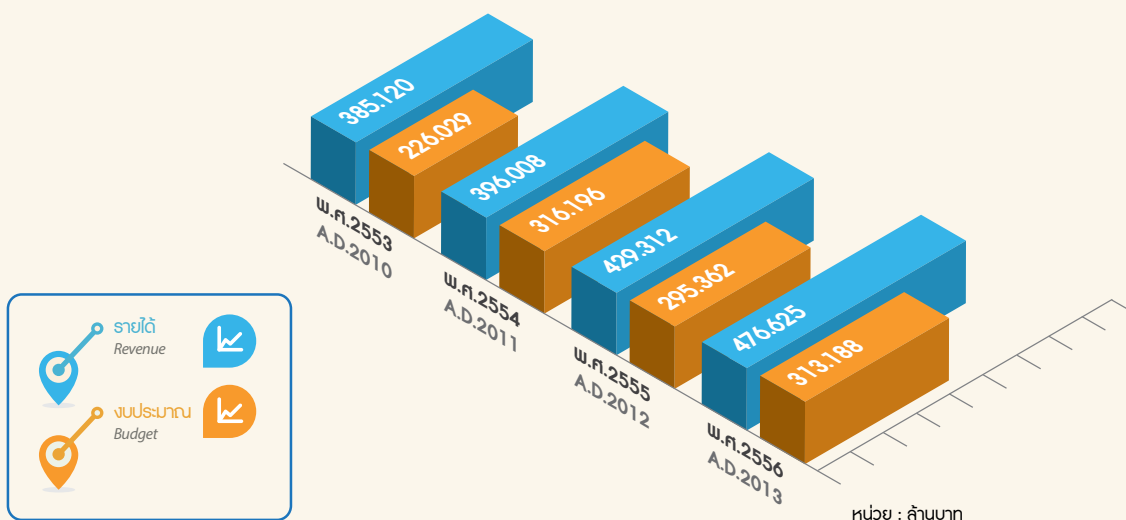 385.120
226.029
396.008
316.196
429.312
295.362
476.625
313.188
พ.ศ.2553
A.D.2010
พ.ศ.2554
A.D.2011
พ.ศ.2555
A.D.2012
พ.ศ.2556
A.D.2013
รายได้
Revenue
งบประมาณ
Budget
หน่วย : ล้านบาท